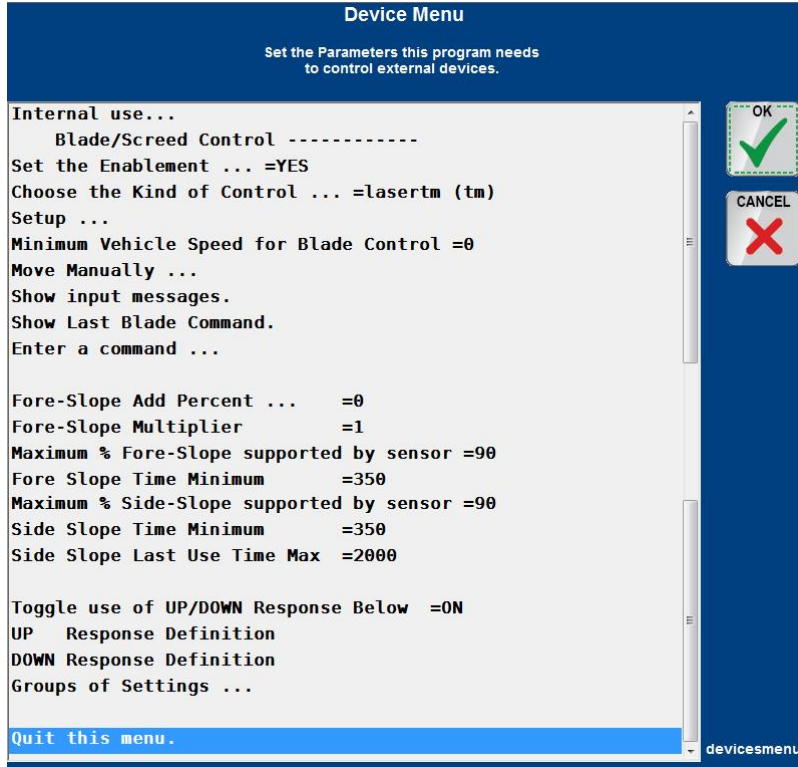 Device Menu
Set the Parameters this program needs
to control external devices.
Internal use...
Blade/Screed Control ------------
Set the Enablement ... =YES
Choose the Kind of Control ... =lasertm (tm)
Setup ...
Minimum Vehicle Speed for Blade Control =0
Move Manually ...
Show input messages.
Show Last Blade Command.
Enter a command ...
Fore-Slope Add Percent ... =0
Fore-Slope Multiplier =1
Maximum % Fore-Slope supported by sensor =90
Fore Slope Time Minimum =350
Maximum % Side-Slope supported by sensor =90
Side Slope Time Minimum =350
Side Slope Last Use Time Max =2000
Toggle use of UP/DOWN Response Below =ON
UP Response Definition
DOWN Response Definition
Groups of Settings ...
Quit this menu.
OK
CANCEL
devicesmenu